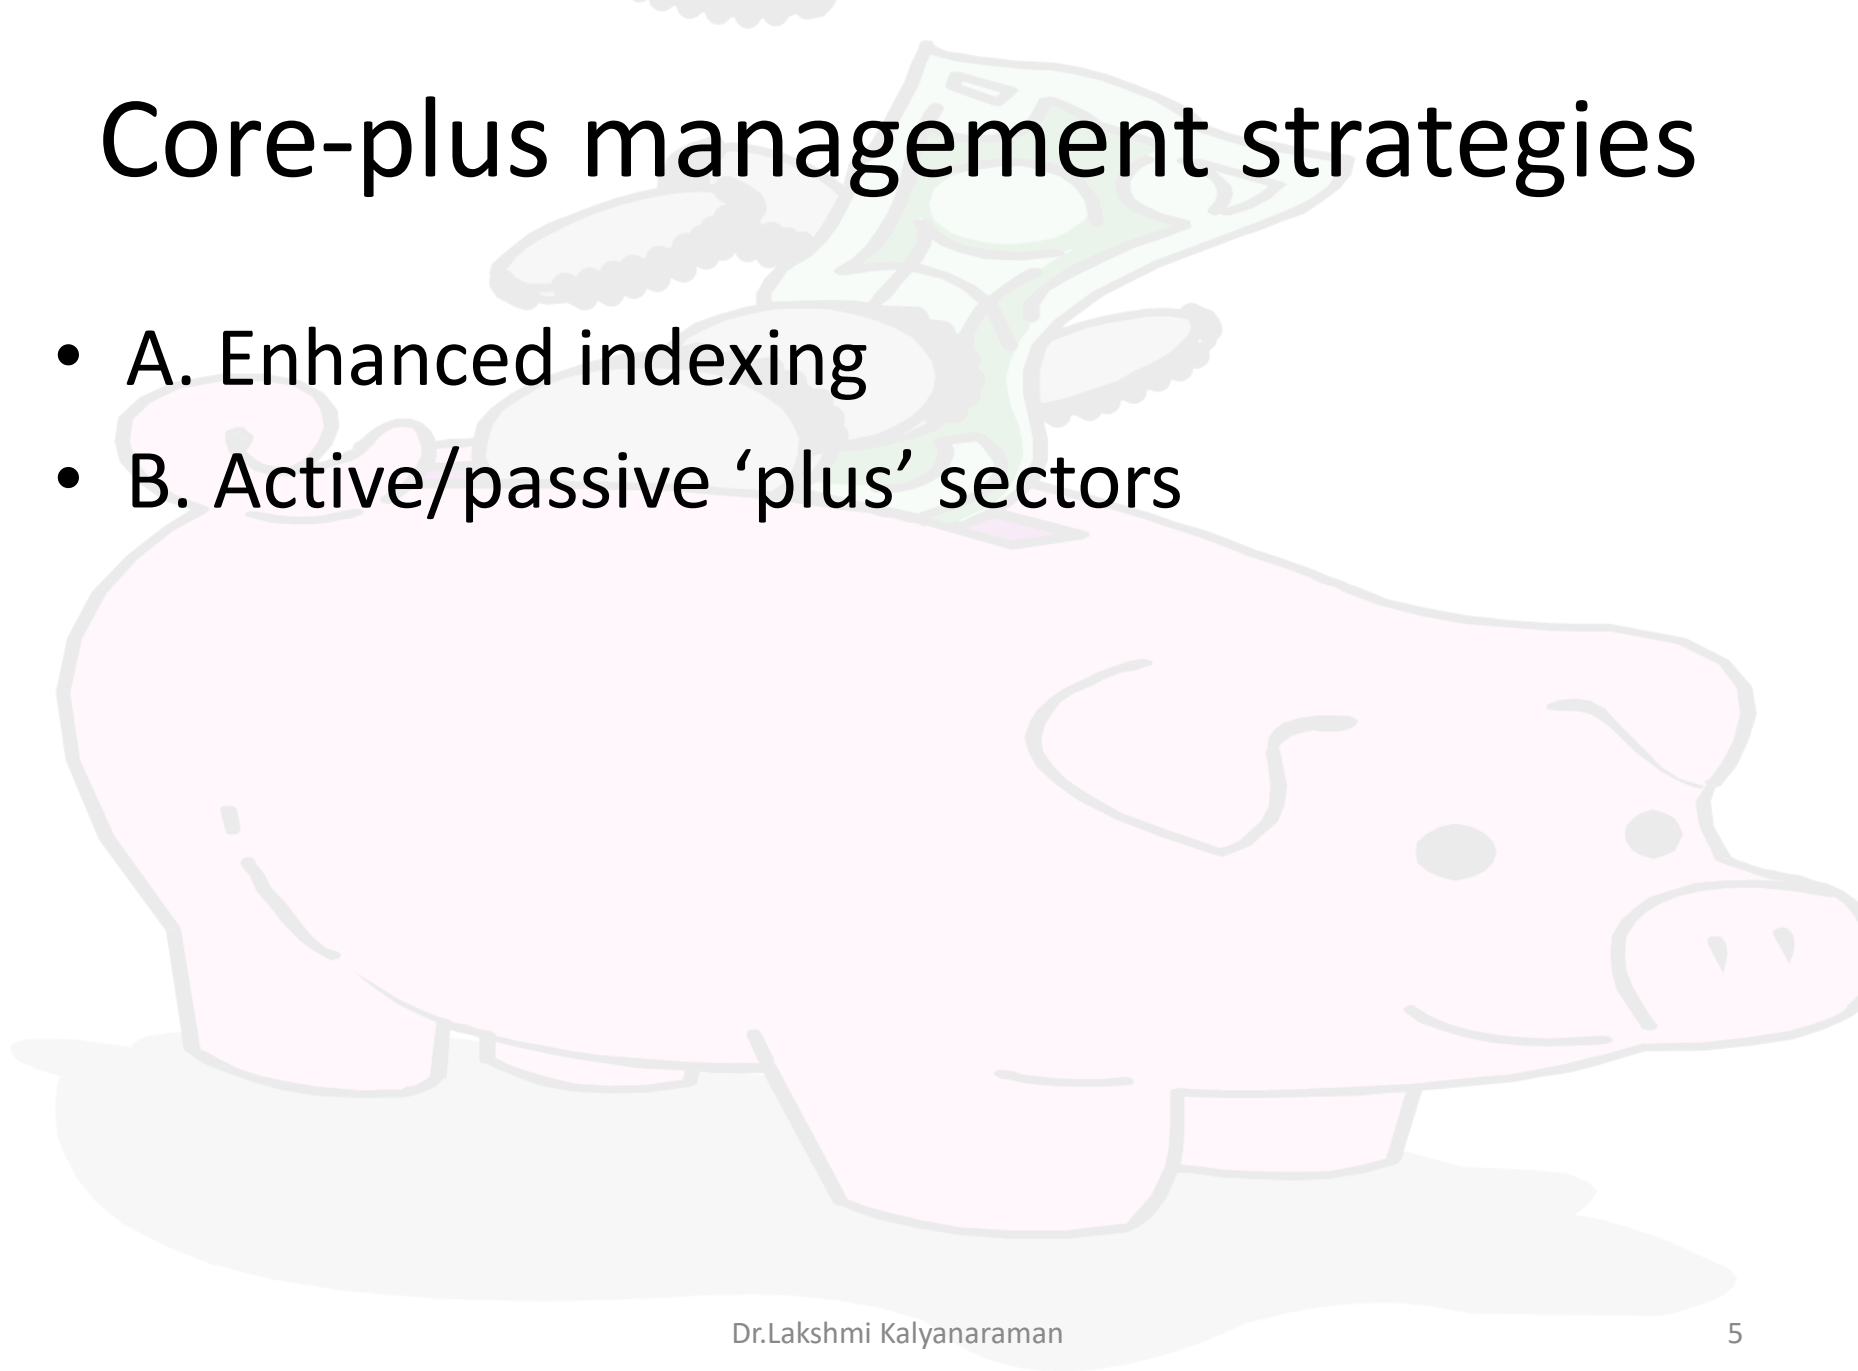 Core-plus management strategies
• A. Enhanced indexing
• B. Active/passive ‘plus’ sectors
Dr.Lakshmi Kalyanaraman
5